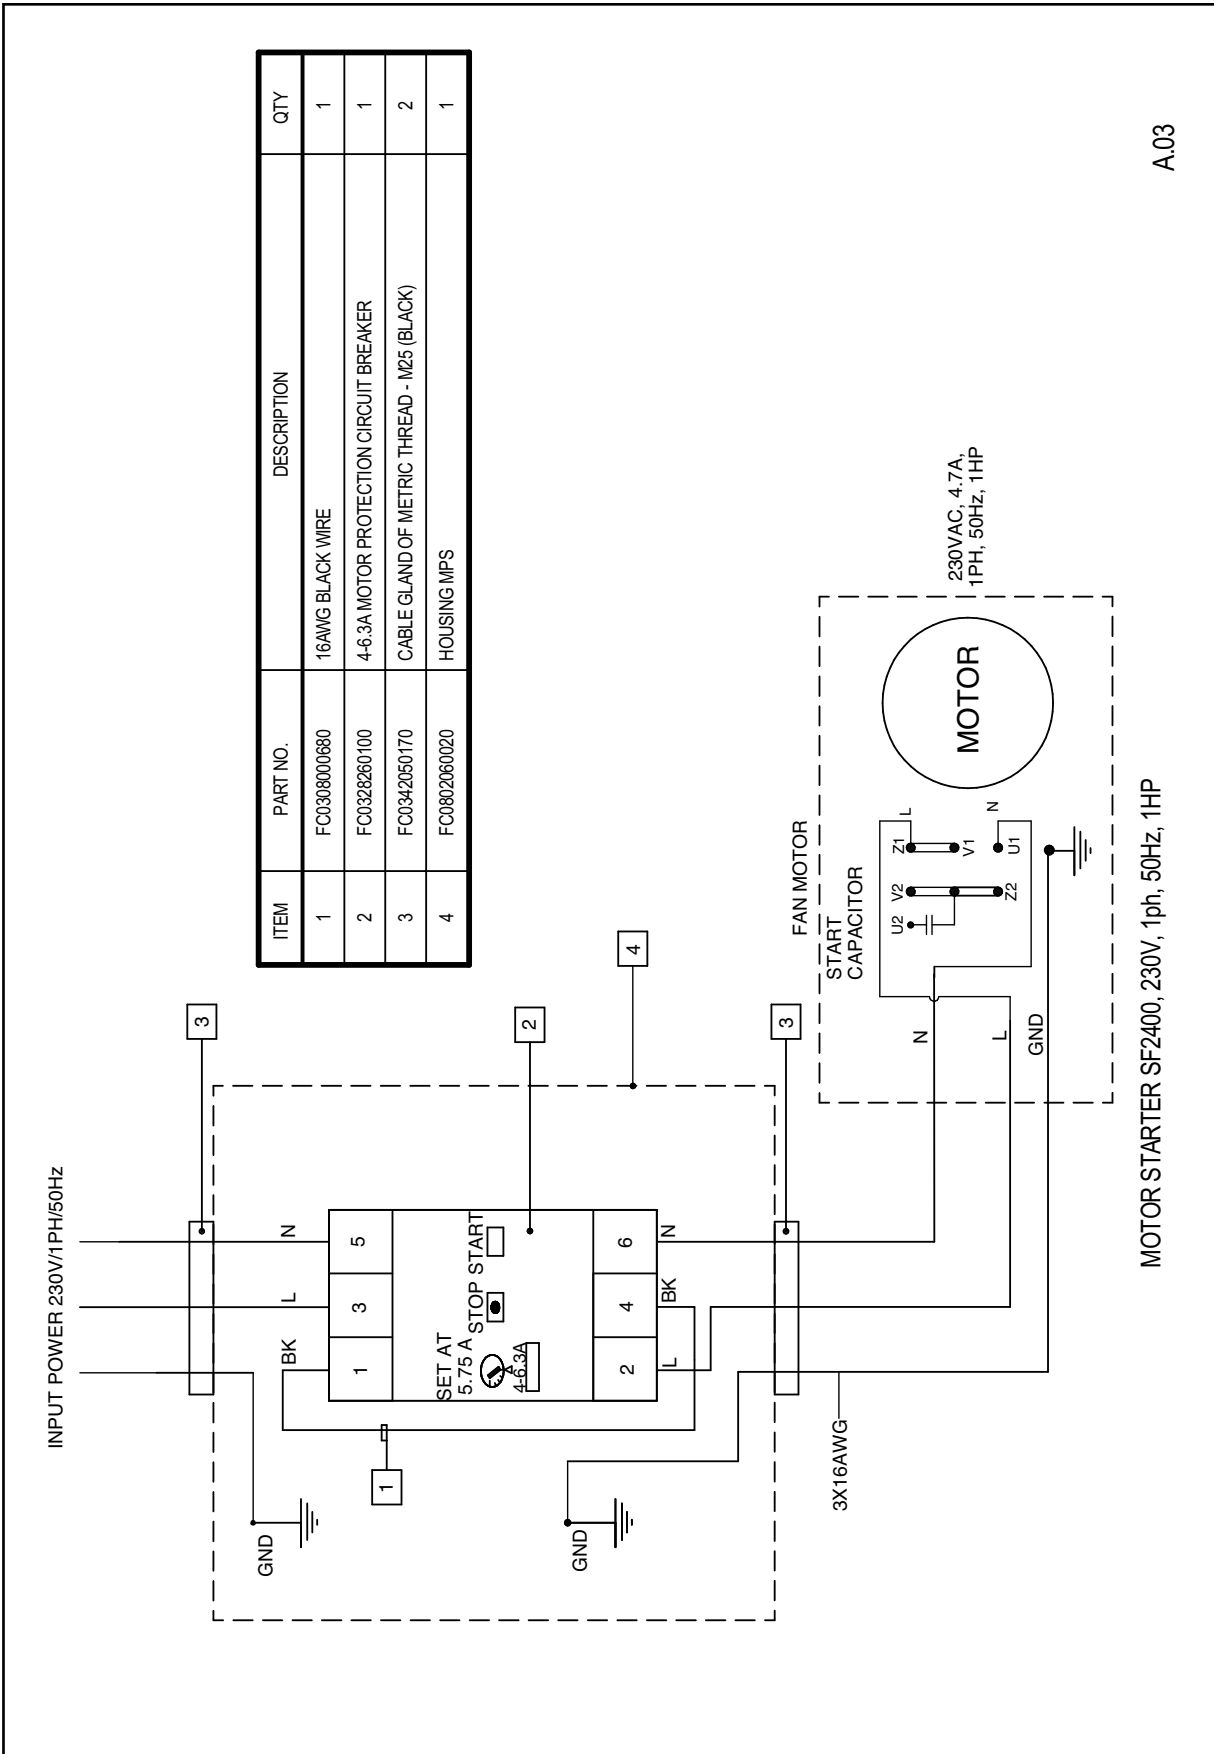 INPUT POWER 230V/1PH/50Hz
3
BK
L
N
1
3
5
SET AT
5.75 A
STOP
START
4-6.3A
2
4
6
L
BK
N
1
2
3
4
GND
GND
3X16AWG
N
L
GND
FAN MOTOR
START
CAPACITOR
U2
V2
Z2
Z1
V1
U1
L
N
MOTOR
230VAC, 4.7A,
1PH, 50Hz, 1HP
ITEM PART NO. DESCRIPTION QTY
1 FC0308000680 16AWG BLACK WIRE 1
2 FC0328260100 4-6.3A MOTOR PROTECTION CIRCUIT BREAKER 1
3 FC0342050170 CABLE GLAND OF METRIC THREAD - M25 (BLACK) 2
4 FC0802060020 HOUSING MPS 1
MOTOR STARTER SF2400, 230V, 1ph, 50Hz, 1HP
A.03